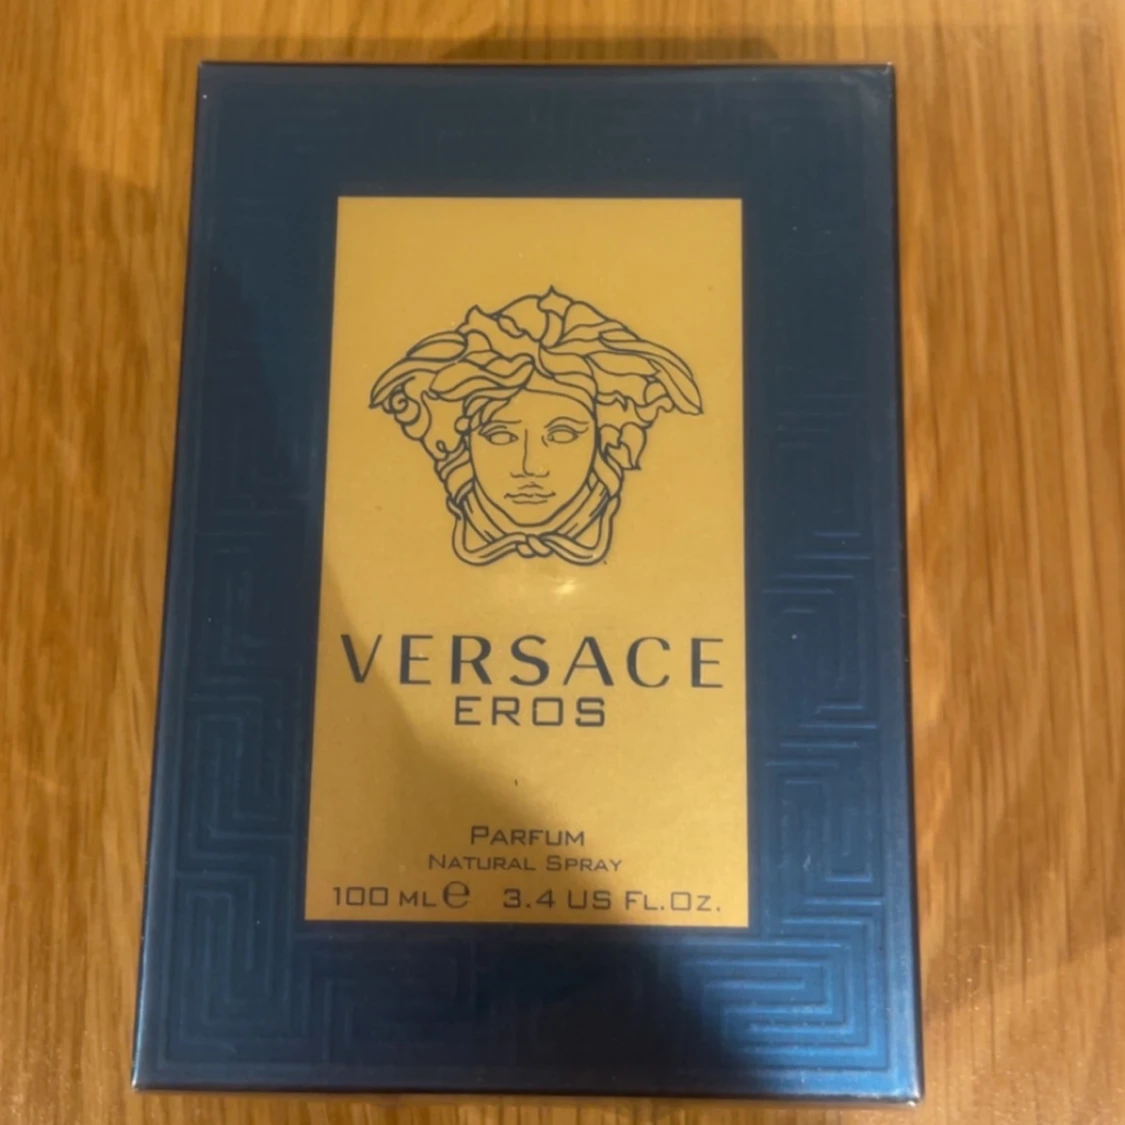 VERSACE
EROS
PARFUM
NATURAL SPRAY
100 ML ℮ 3.4 US FL.OZ.